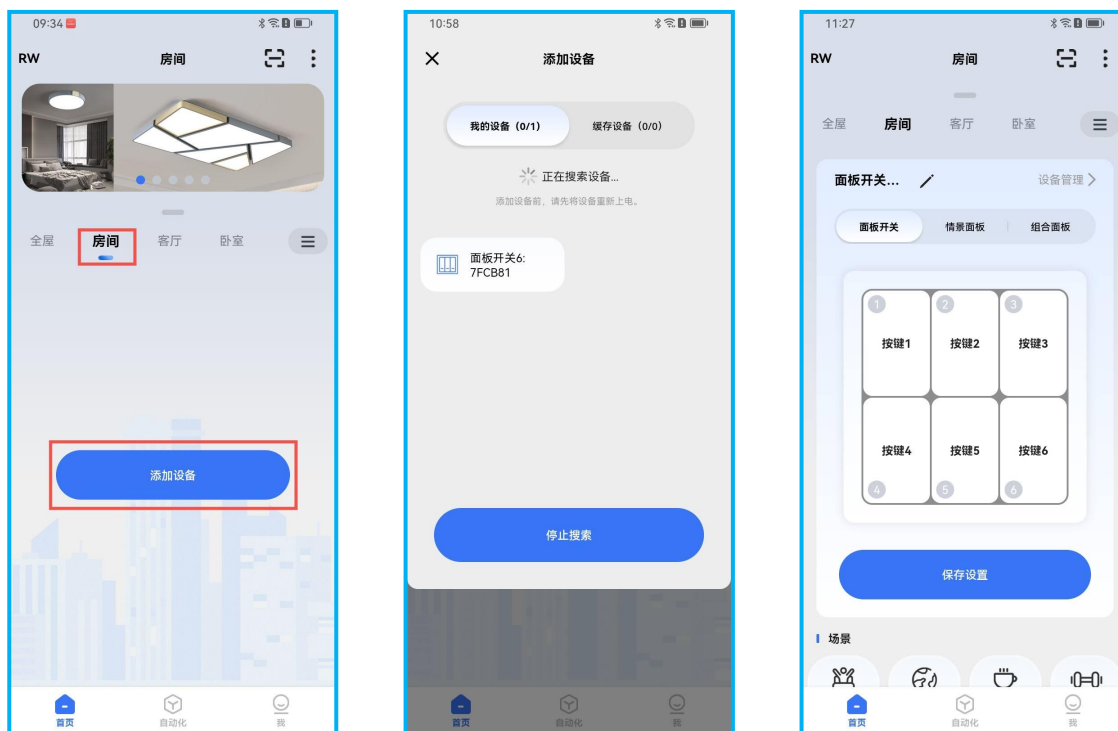 09:34
RW
房间
全屋
房间
客厅
卧室
添加设备
首页
自动化
我
10:58
添加设备
我的设备（0/1）
缓存设备（0/0）
正在搜索设备...
添加设备前，请先将设备重新上电。
面板开关6:
7FCB81
停止搜索
首页
自动化
我
11:27
RW
房间
全屋
房间
客厅
卧室
面板开关...
设备管理
面板开关
情景面板
组合面板
1
2
3
按键1
按键2
按键3
按键4
按键5
按键6
4
5
6
保存设置
场景
首页
自动化
我